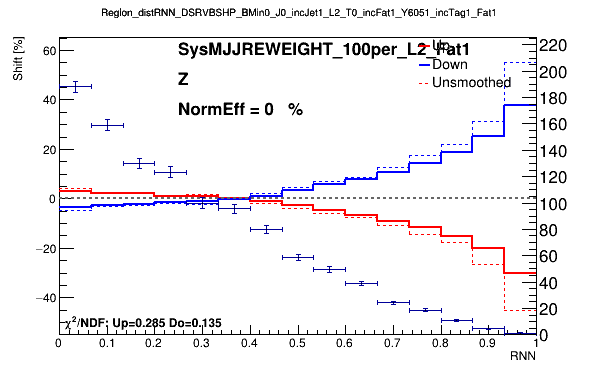 Region_distRNN_DSRVBSHP_BMin0_J0_incJet1_L2_T0_incFat1_Y6051_incTag1_Fat1
Shift [%]
SysMJJREWEIGHT_100per_L2_Fat1
Up
Z
Down
Unsmoothed
NormEff = 0 %
60
40
20
0
−20
−40
220
200
180
160
140
120
100
80
60
40
20
0
χ²/NDF: Up=0.285 Do=0.135
0 0.1 0.2 0.3 0.4 0.5 0.6 0.7 0.8 0.9 1
RNN